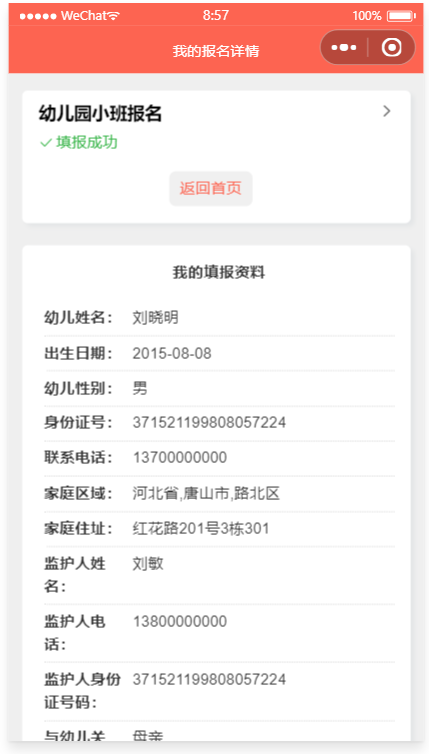 WeChat 8:57 100%
我的报名详情
幼儿园小班报名
填报成功
返回首页
我的填报资料
幼儿姓名： 刘晓明
出生日期： 2015-08-08
幼儿性别： 男
身份证号： 371521199808057224
联系电话： 13700000000
家庭区域： 河北省,唐山市,路北区
家庭住址： 红花路201号3栋301
监护人姓 刘敏
名：
监护人电 13800000000
话：
监护人身份 371521199808057224
证号码：
与幼儿关 母亲